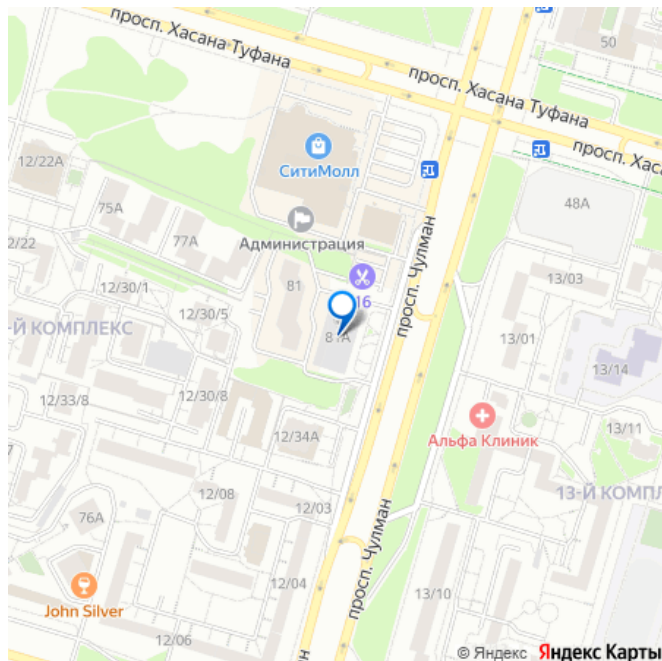 50
просп. Хасана Туфана
просп. Хасана Туфана
просп. Хаса
12/22А
СитиМолл
48А
75А
Администрация
77А
2/22
просп. Чулман
12/30/1
81
16
13/03
12/30/5
-Й КОМПЛЕКС
81А
13/01
13/14
12/33/8
12/30/8
12/34А
Альфа Клиник
13/11
12/08
12/03
13-Й КОМПЛ
76А
просп. Чулман
12/04
13/10
John Silver
12/06
ан
© Яндекс Яндекс Карты